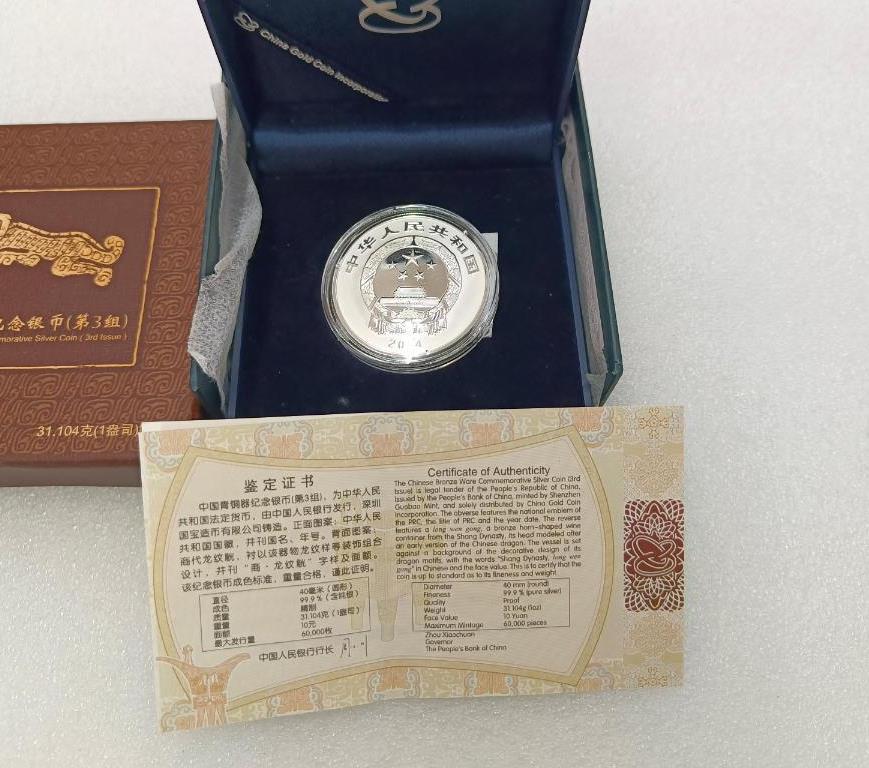 China Gold Coin Incorporation
中华人民共和国
念银币(第3组)
morative Silver Coin ( 3rd Issun )
31.104克(1盎司)
鉴定证书
中国青铜器纪念银币(第3组),为中华人民
共和国法定货币,由中国人民银行发行,深圳
国宝造币有限公司铸造。正面图案:中华人民
共和国国徽,并刊国名、年号。背面图案:
商代龙纹觥,衬以该器物龙纹样等装饰组合
设计,并刊“商·龙纹觥”字样及面额。
该纪念银币成色标准,重量合格,谨此证明。
直径 40毫米(圆形)
成色 99.9%(含纯银)
质量 精制
重量 31.104克(1盎司)
面额 10元
最大发行量 60,000枚
中国人民银行行长
Certificate of Authenticity
The Chinese Bronze Ware Commemorative Silver Coin (3rd
Issue) is legal tender of the People's Republic of China,
issued by the People's Bank of China, minted by Shenzhen
Guobao Mint, and solely distributed by China Gold Coin
Incorporation. The obverse features the national emblem of
the PRC, the title of PRC and the year date. The reverse
features a long wen gong, a bronze horn-shaped wine
container from the Shang Dynasty, its head modeled after
an early version of the Chinese dragon. The vessel is set
against a background of the decorative design of its
dragon motifs, with the words "Shang Dynasty, long wen
gong" in Chinese and the face value. This is to certify that the
coin is up to standard as to its fineness and weight.
Diameter 40 mm (round)
Fineness 99.9 % (pure silver)
Quality Proof
Weight 31.104g (1oz)
Face Value 10 Yuan
Maximum Mintage 60,000 pieces
Zhou Xiaochuan
Governor
The People's Bank of China